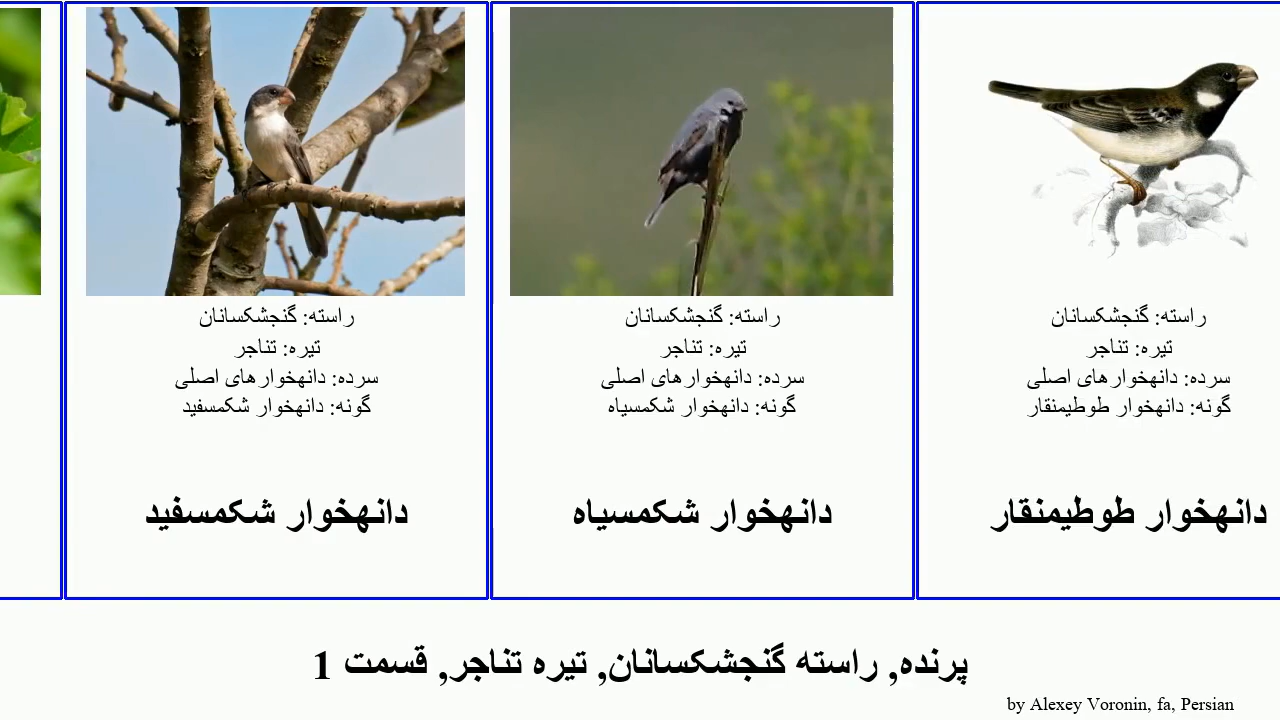 راسته: گنجشکسانان
تیره: تناجر
سرده: دانهخوارهای اصلی
گونه: دانهخوار شکمسفید
دانهخوار شکمسفید
راسته: گنجشکسانان
تیره: تناجر
سرده: دانهخوارهای اصلی
گونه: دانهخوار شکمسیاه
دانهخوار شکمسیاه
راسته: گنجشکسانان
تیره: تناجر
سرده: دانهخوارهای اصلی
گونه: دانهخوار طوطیمنقار
دانهخوار طوطیمنقار
پرنده, راسته گنجشکسانان, تیره تناجر, قسمت 1
by Alexey Voronin, fa, Persian